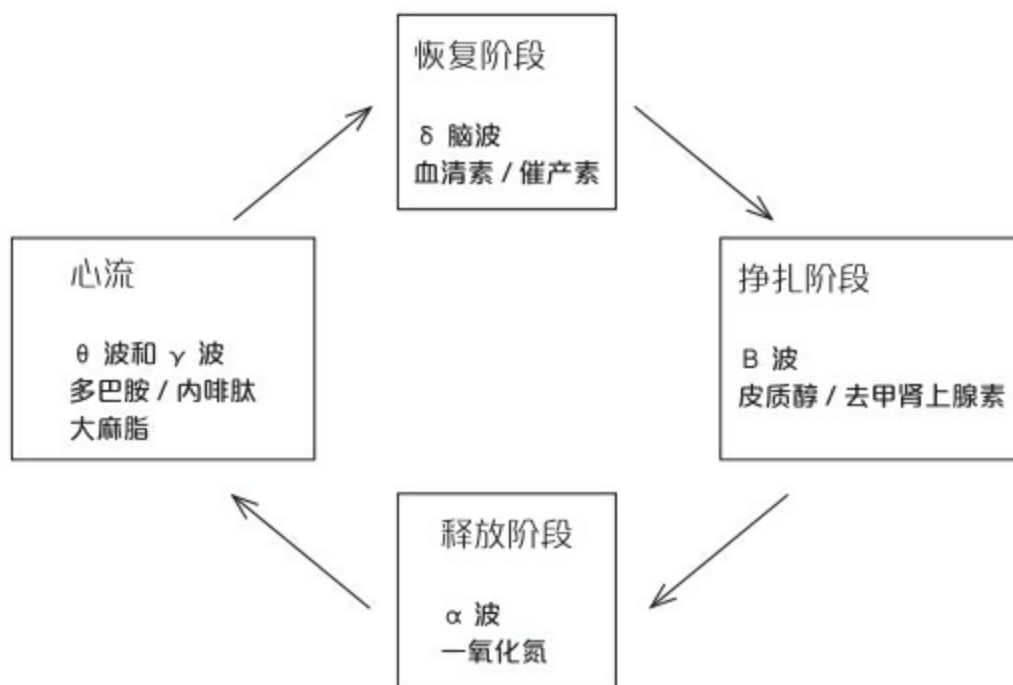 恢复阶段
δ 脑波
血清素 / 催产素
心流
θ 波和 γ 波
多巴胺 / 内啡肽
大麻脂
挣扎阶段
B 波
皮质醇 / 去甲肾上腺素
释放阶段
α 波
一氧化氮